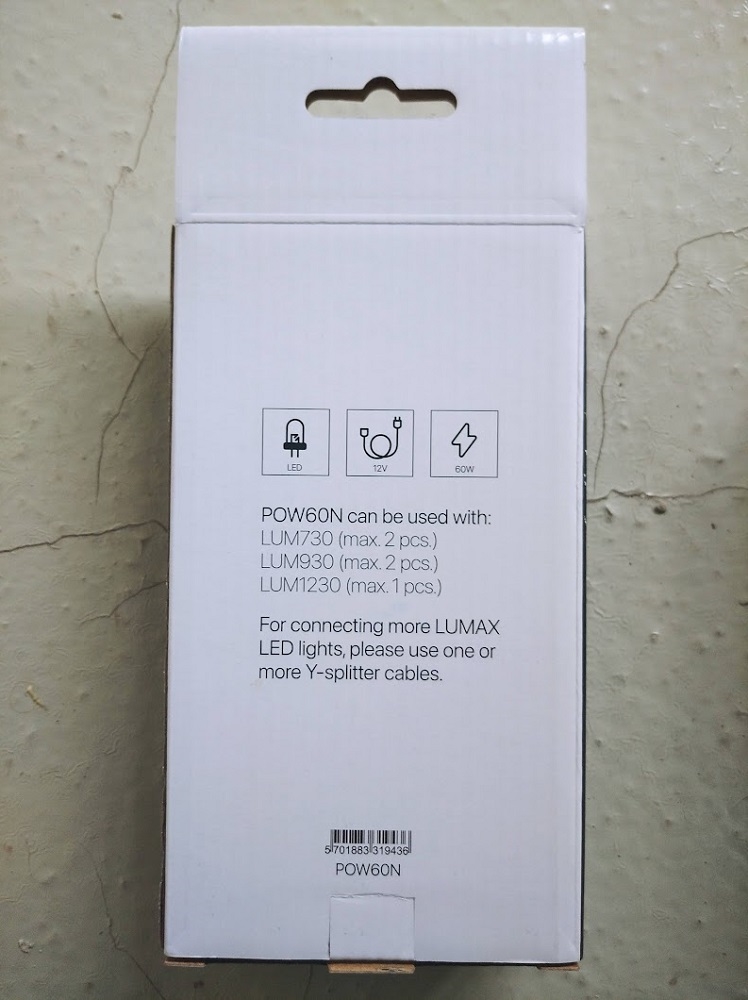 LED
12V
60W
POW60N can be used with:
LUM730 (max. 2 pcs.)
LUM930 (max. 2 pcs.)
LUM1230 (max. 1 pcs.)
For connecting more LUMAX
LED lights, please use one or
more Y-splitter cables.
5 701883 319436
POW60N